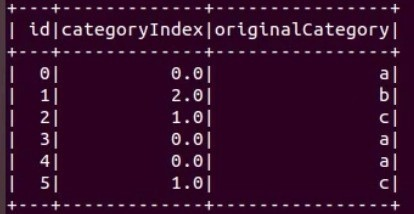 +---+-------------+----------------+
| id|categoryIndex|originalCategory|
+---+-------------+----------------+
|  0|          0.0|               a|
|  1|          2.0|               b|
|  2|          1.0|               c|
|  3|          0.0|               a|
|  4|          0.0|               a|
|  5|          1.0|               c|
+---+-------------+----------------+